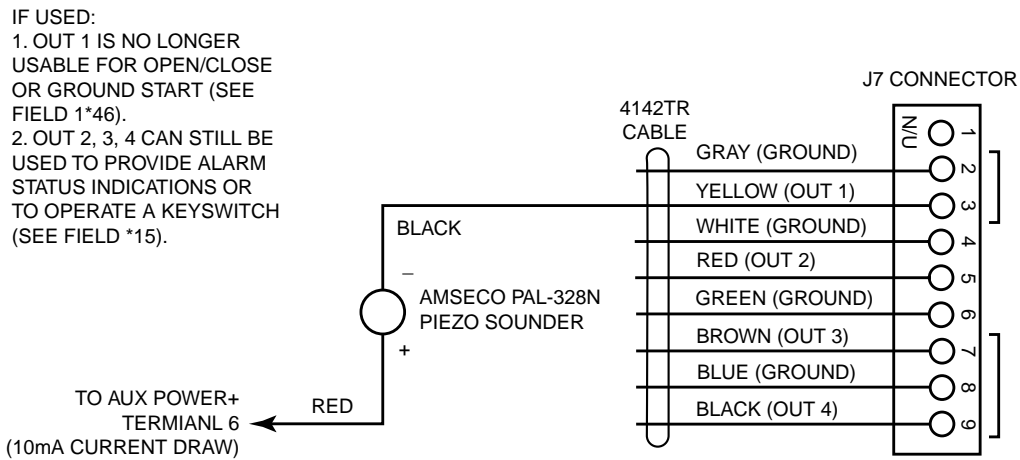 IF USED:
1. OUT 1 IS NO LONGER
USABLE FOR OPEN/CLOSE
OR GROUND START (SEE
FIELD 1*46).
2. OUT 2, 3, 4 CAN STILL BE
USED TO PROVIDE ALARM
STATUS INDICATIONS OR
TO OPERATE A KEYSWITCH
(SEE FIELD *15).
J7 CONNECTOR
4142TR
CABLE
N/U
1
GRAY (GROUND)
2
YELLOW (OUT 1)
3
WHITE (GROUND)
4
RED (OUT 2)
5
GREEN (GROUND)
6
BROWN (OUT 3)
7
BLUE (GROUND)
8
BLACK (OUT 4)
9
BLACK
–
AMSECO PAL-328N
PIEZO SOUNDER
+
TO AUX POWER+
TERMIANL 6
(10mA CURRENT DRAW)
RED